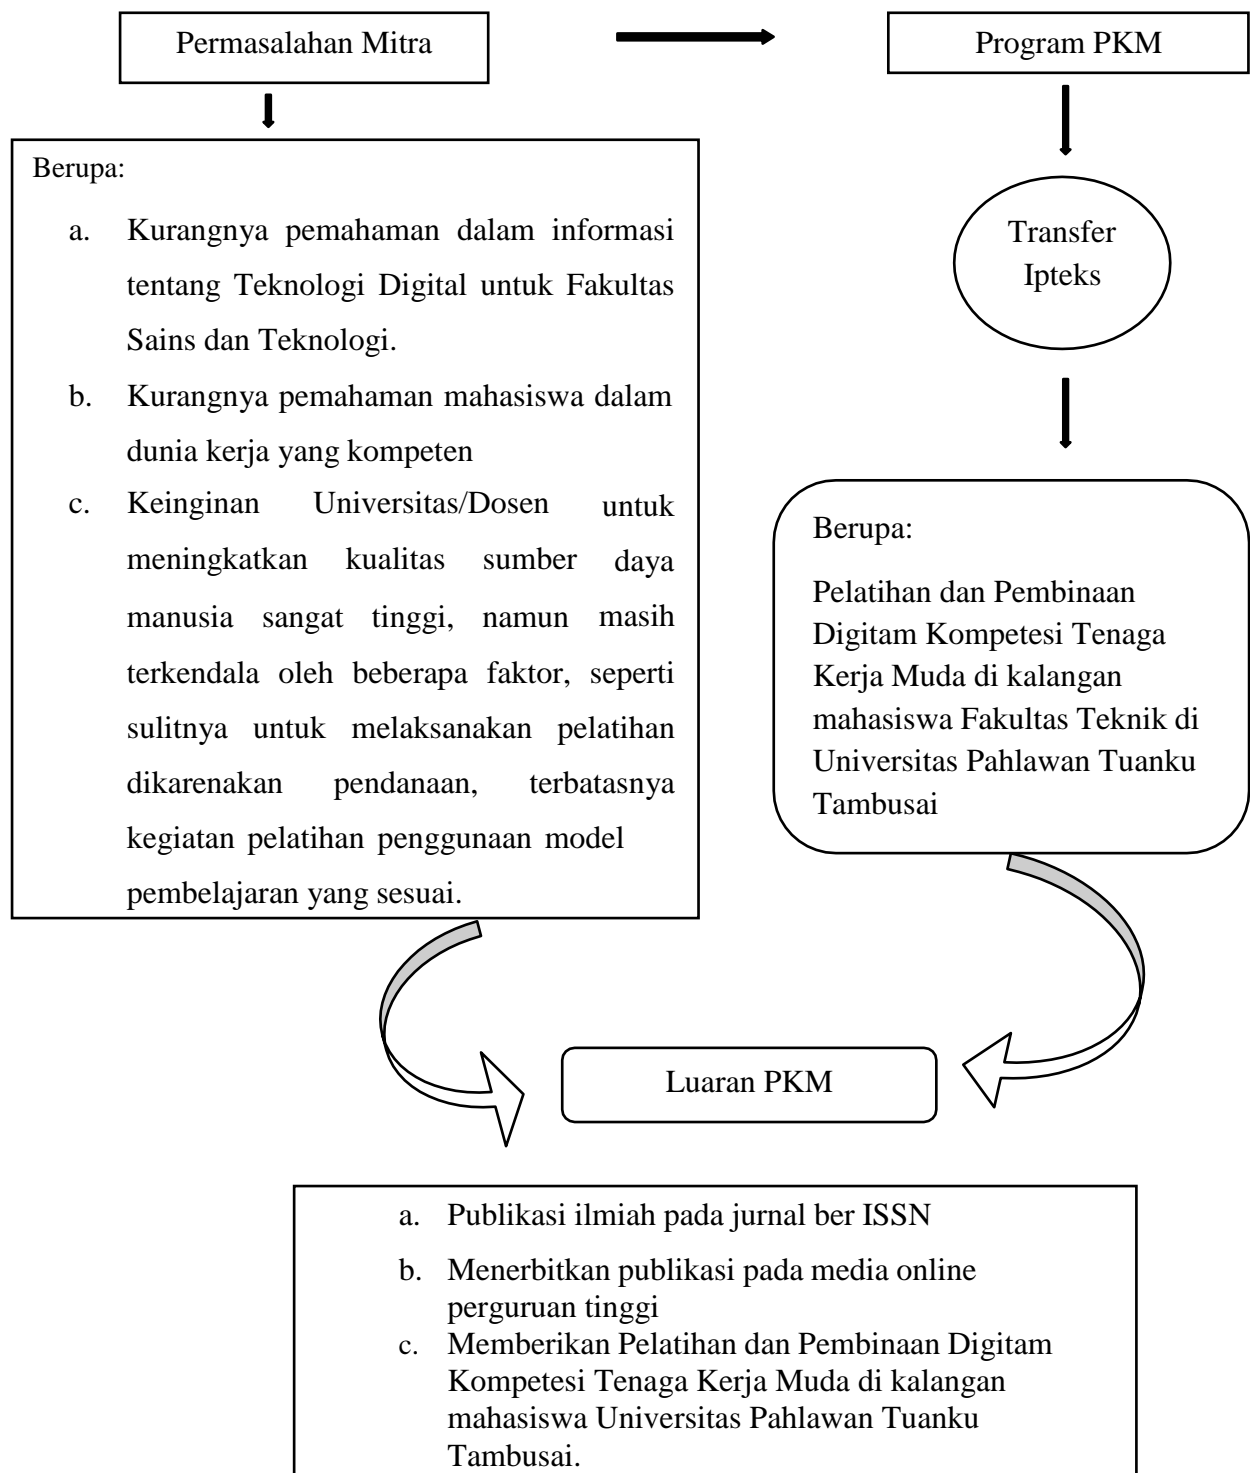 Permasalahan Mitra
Program PKM
Berupa:
a. Kurangnya pemahaman dalam informasi
tentang Teknologi Digital untuk Fakultas
Sains dan Teknologi.
b. Kurangnya pemahaman mahasiswa dalam
dunia kerja yang kompeten
c. Keinginan Universitas/Dosen untuk
meningkatkan kualitas sumber daya
manusia sangat tinggi, namun masih
terkendala oleh beberapa faktor, seperti
sulitnya untuk melaksanakan pelatihan
dikarenakan pendanaan, terbatasnya
kegiatan pelatihan penggunaan model
pembelajaran yang sesuai.
Transfer
Ipteks
Berupa:
Pelatihan dan Pembinaan
Digitam Kompetesi Tenaga
Kerja Muda di kalangan
mahasiswa Fakultas Teknik di
Universitas Pahlawan Tuanku
Tambusai
Luaran PKM
a. Publikasi ilmiah pada jurnal ber ISSN
b. Menerbitkan publikasi pada media online
perguruan tinggi
c. Memberikan Pelatihan dan Pembinaan Digitam
Kompetesi Tenaga Kerja Muda di kalangan
mahasiswa Universitas Pahlawan Tuanku
Tambusai.